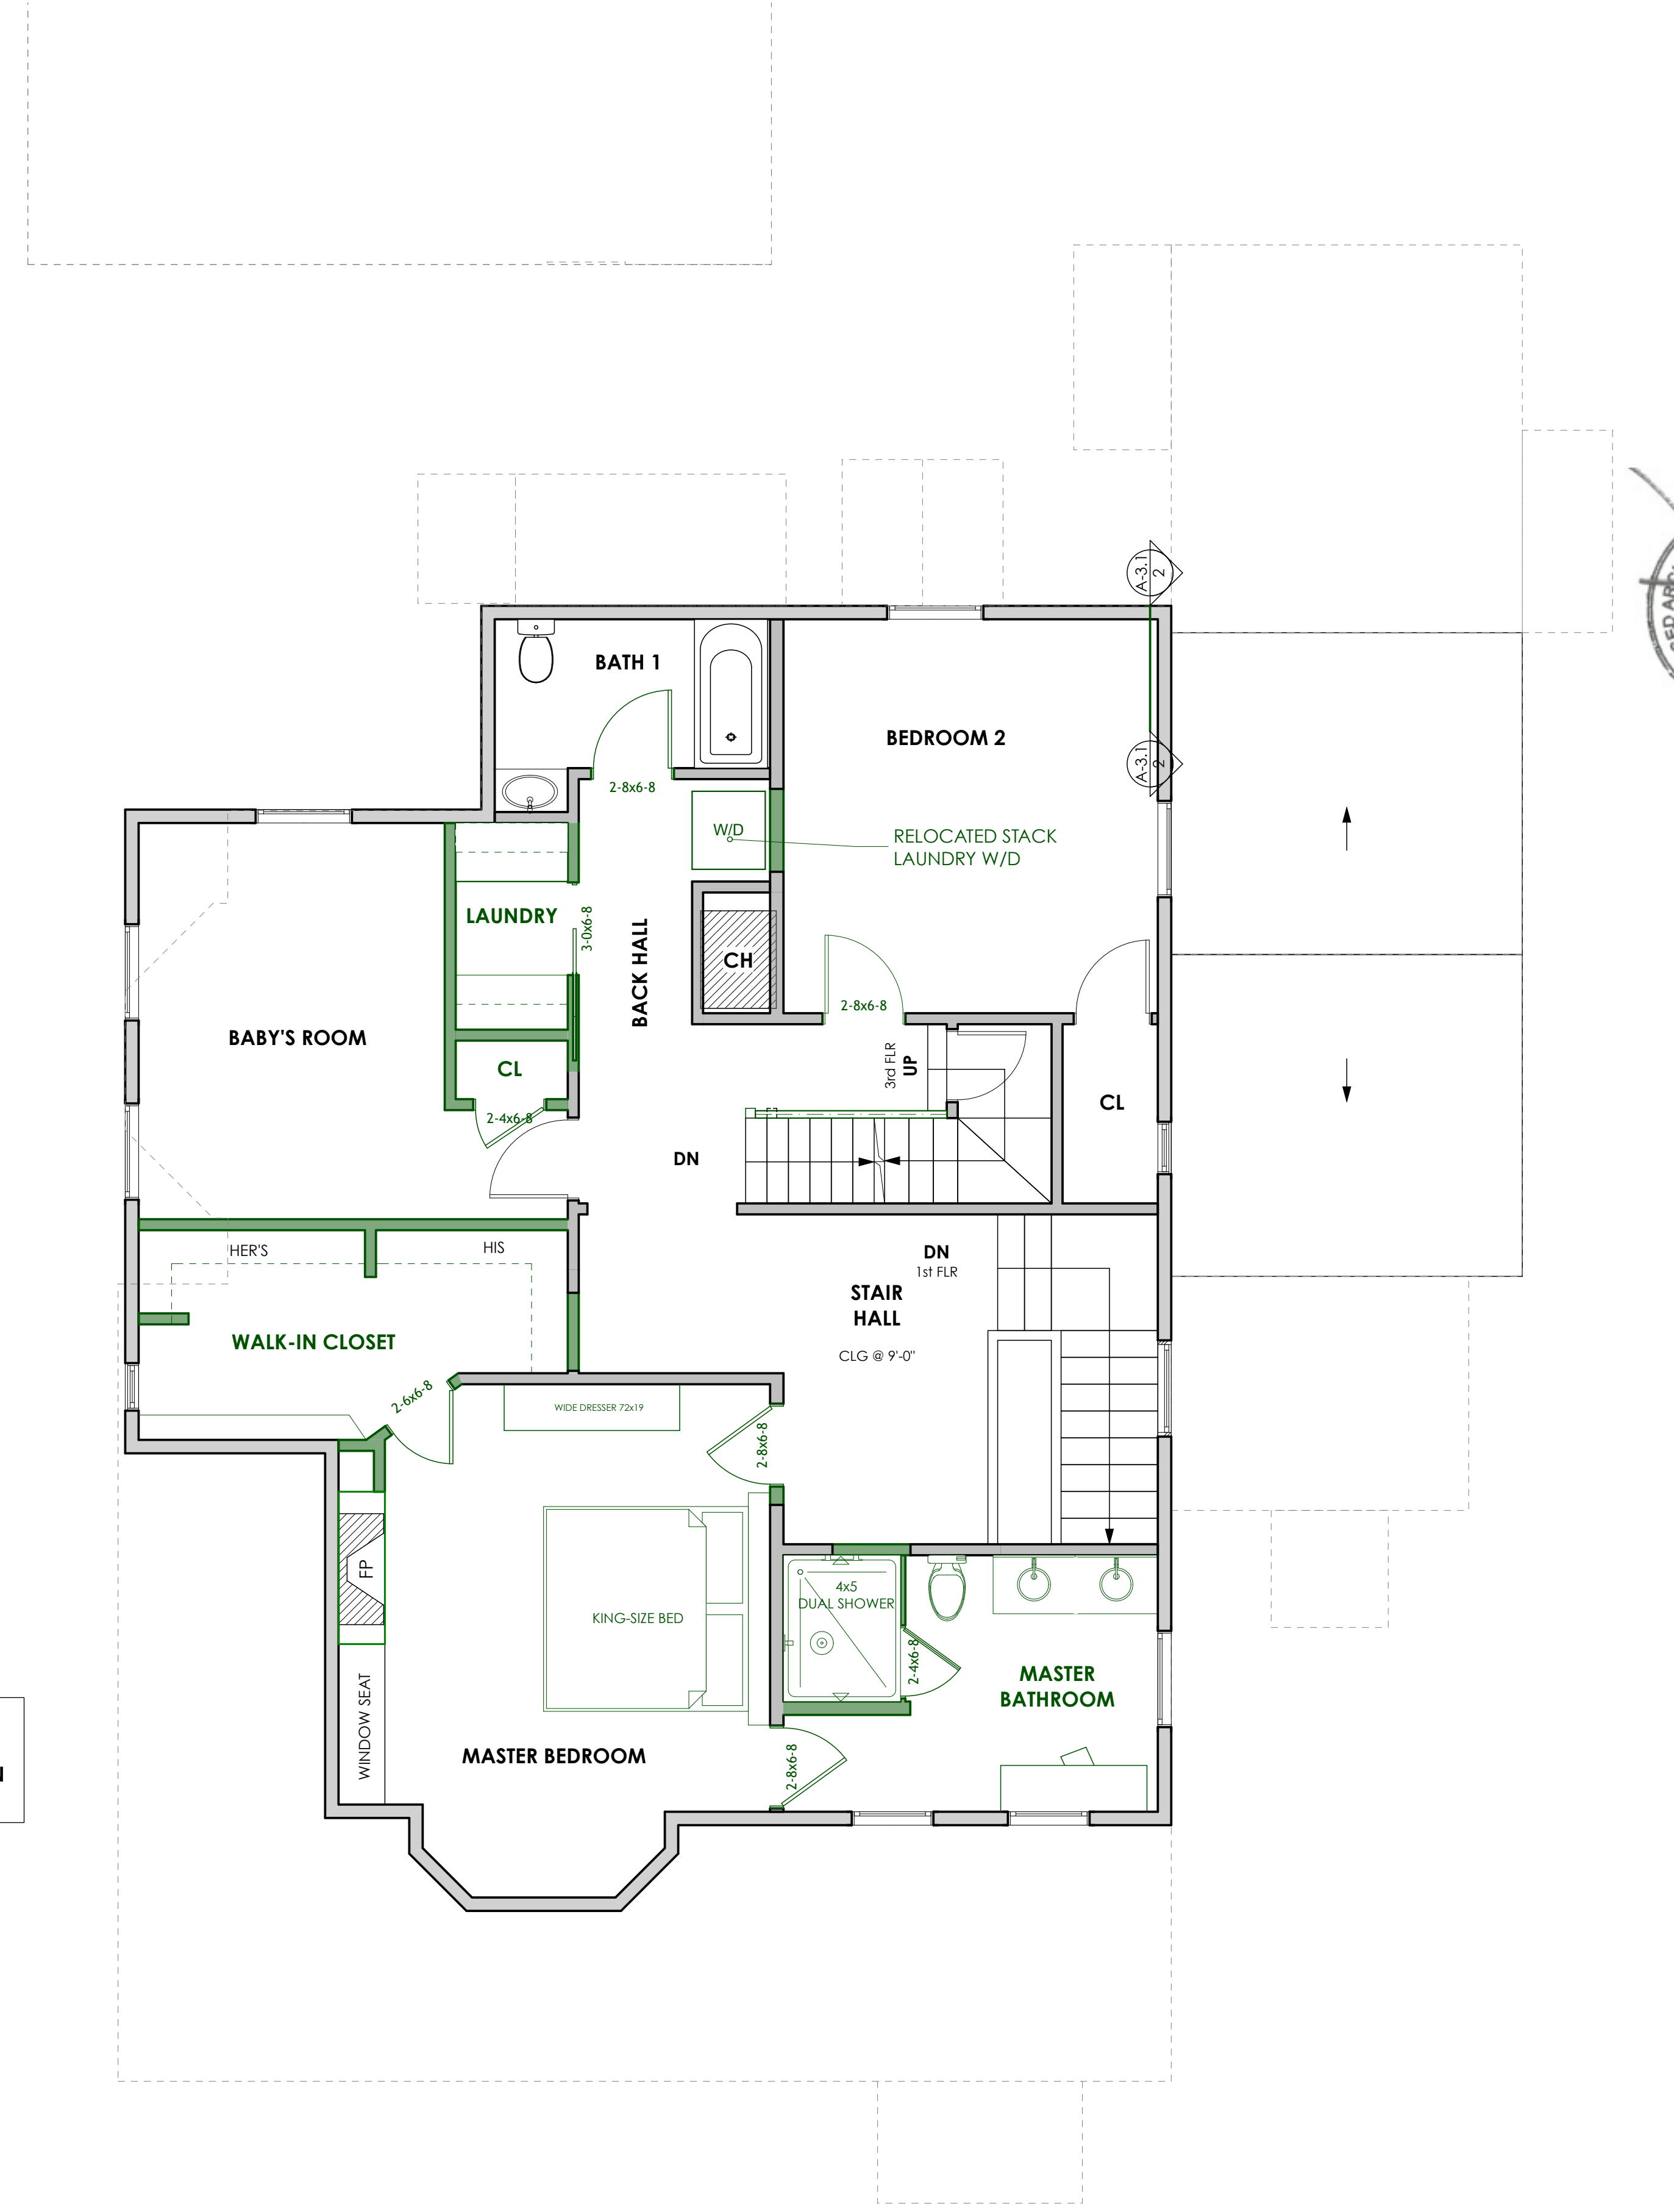 A-3.1
2
BATH 1
BEDROOM 2
A-3.1
2
2-8x6-8
W/D
RELOCATED STACK
LAUNDRY W/D
LAUNDRY
3-0x6-8
BACK HALL
CH
2-8x6-8
BABY'S ROOM
3rd FLR
UP
CL
CL
2-4x6-8
DN
HER'S
HIS
DN
1st FLR
STAIR
HALL
CLG @ 9'-0"
WALK-IN CLOSET
2-6x6-8
WIDE DRESSER 72x19
2-8x6-8
FP
4x5
DUAL SHOWER
KING-SIZE BED
2-4x6-8
MASTER
BATHROOM
WINDOW SEAT
MASTER BEDROOM
2-8x6-8